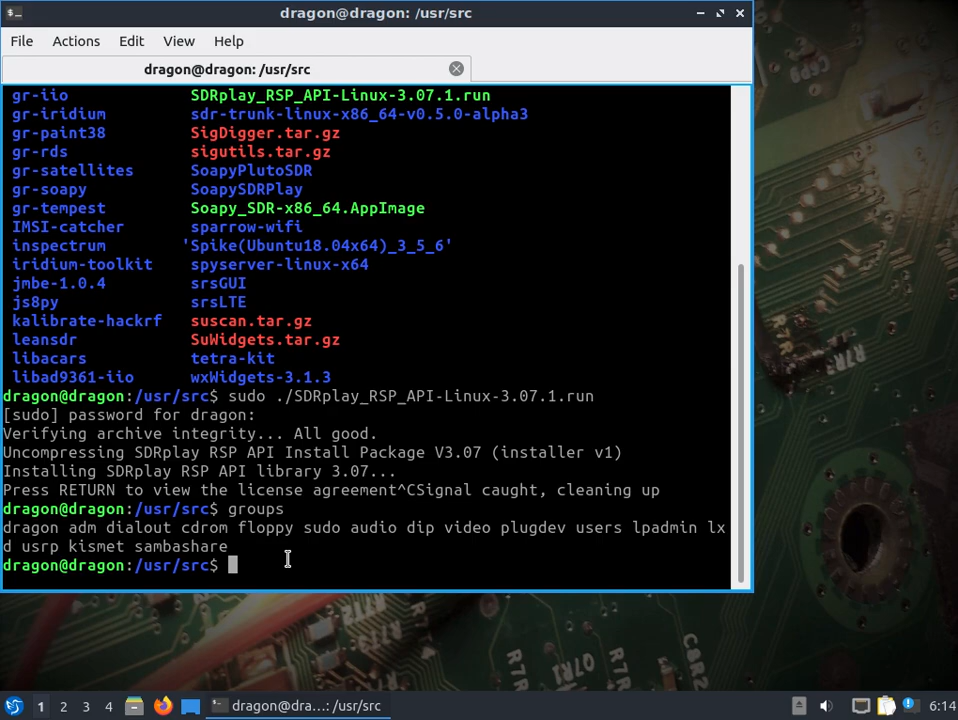 dragon@dragon: /usr/src
File Actions Edit View Help
dragon@dragon: /usr/src
gr-iio SDRplay_RSP_API-Linux-3.07.1.run
gr-iridium sdr-trunk-linux-x86_64-v0.5.0-alpha3
gr-paint38 SigDigger.tar.gz
gr-rds sigutils.tar.gz
gr-satellites SoapyPlutoSDR
gr-soapy SoapySDRPlay
gr-tempest Soapy_SDR-x86_64.AppImage
IMSI-catcher sparrow-wifi
inspectrum 'Spike(Ubuntu18.04x64)_3_5_6'
iridium-toolkit spyserver-linux-x64
jmbe-1.0.4 srsGUI
js8py srsLTE
kalibrate-hackrf suscan.tar.gz
leansdr SuWidgets.tar.gz
libacars tetra-kit
libad9361-iio wxWidgets-3.1.3
dragon@dragon:/usr/src$ sudo ./SDRplay_RSP_API-Linux-3.07.1.run
[sudo] password for dragon:
Verifying archive integrity... All good.
Uncompressing SDRplay RSP API Install Package V3.07 (installer v1)
Installing SDRplay RSP API library 3.07...
Press RETURN to view the license agreement^CSignal caught, cleaning up
dragon@dragon:/usr/src$ groups
dragon adm dialout cdrom floppy sudo audio dip video plugdev users lpadmin lx
d usrp kismet sambashare
dragon@dragon:/usr/src$
R7R
R7R
R7R
R7R
C8R2
1 2 3 4 dragon@dra...: /usr/src 6:14